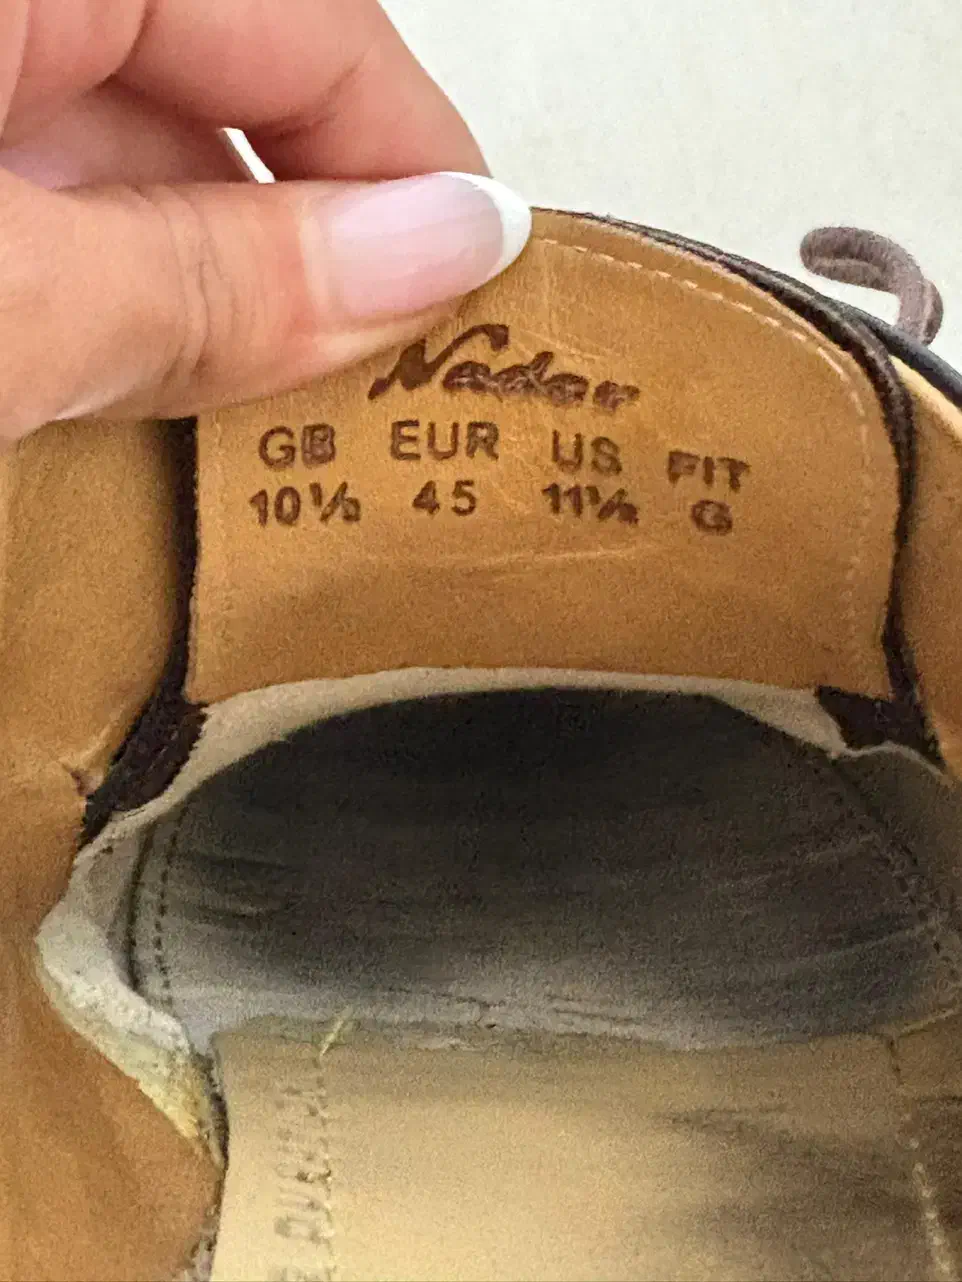 Nader
GB EUR US FIT
10½ 45 11½ G